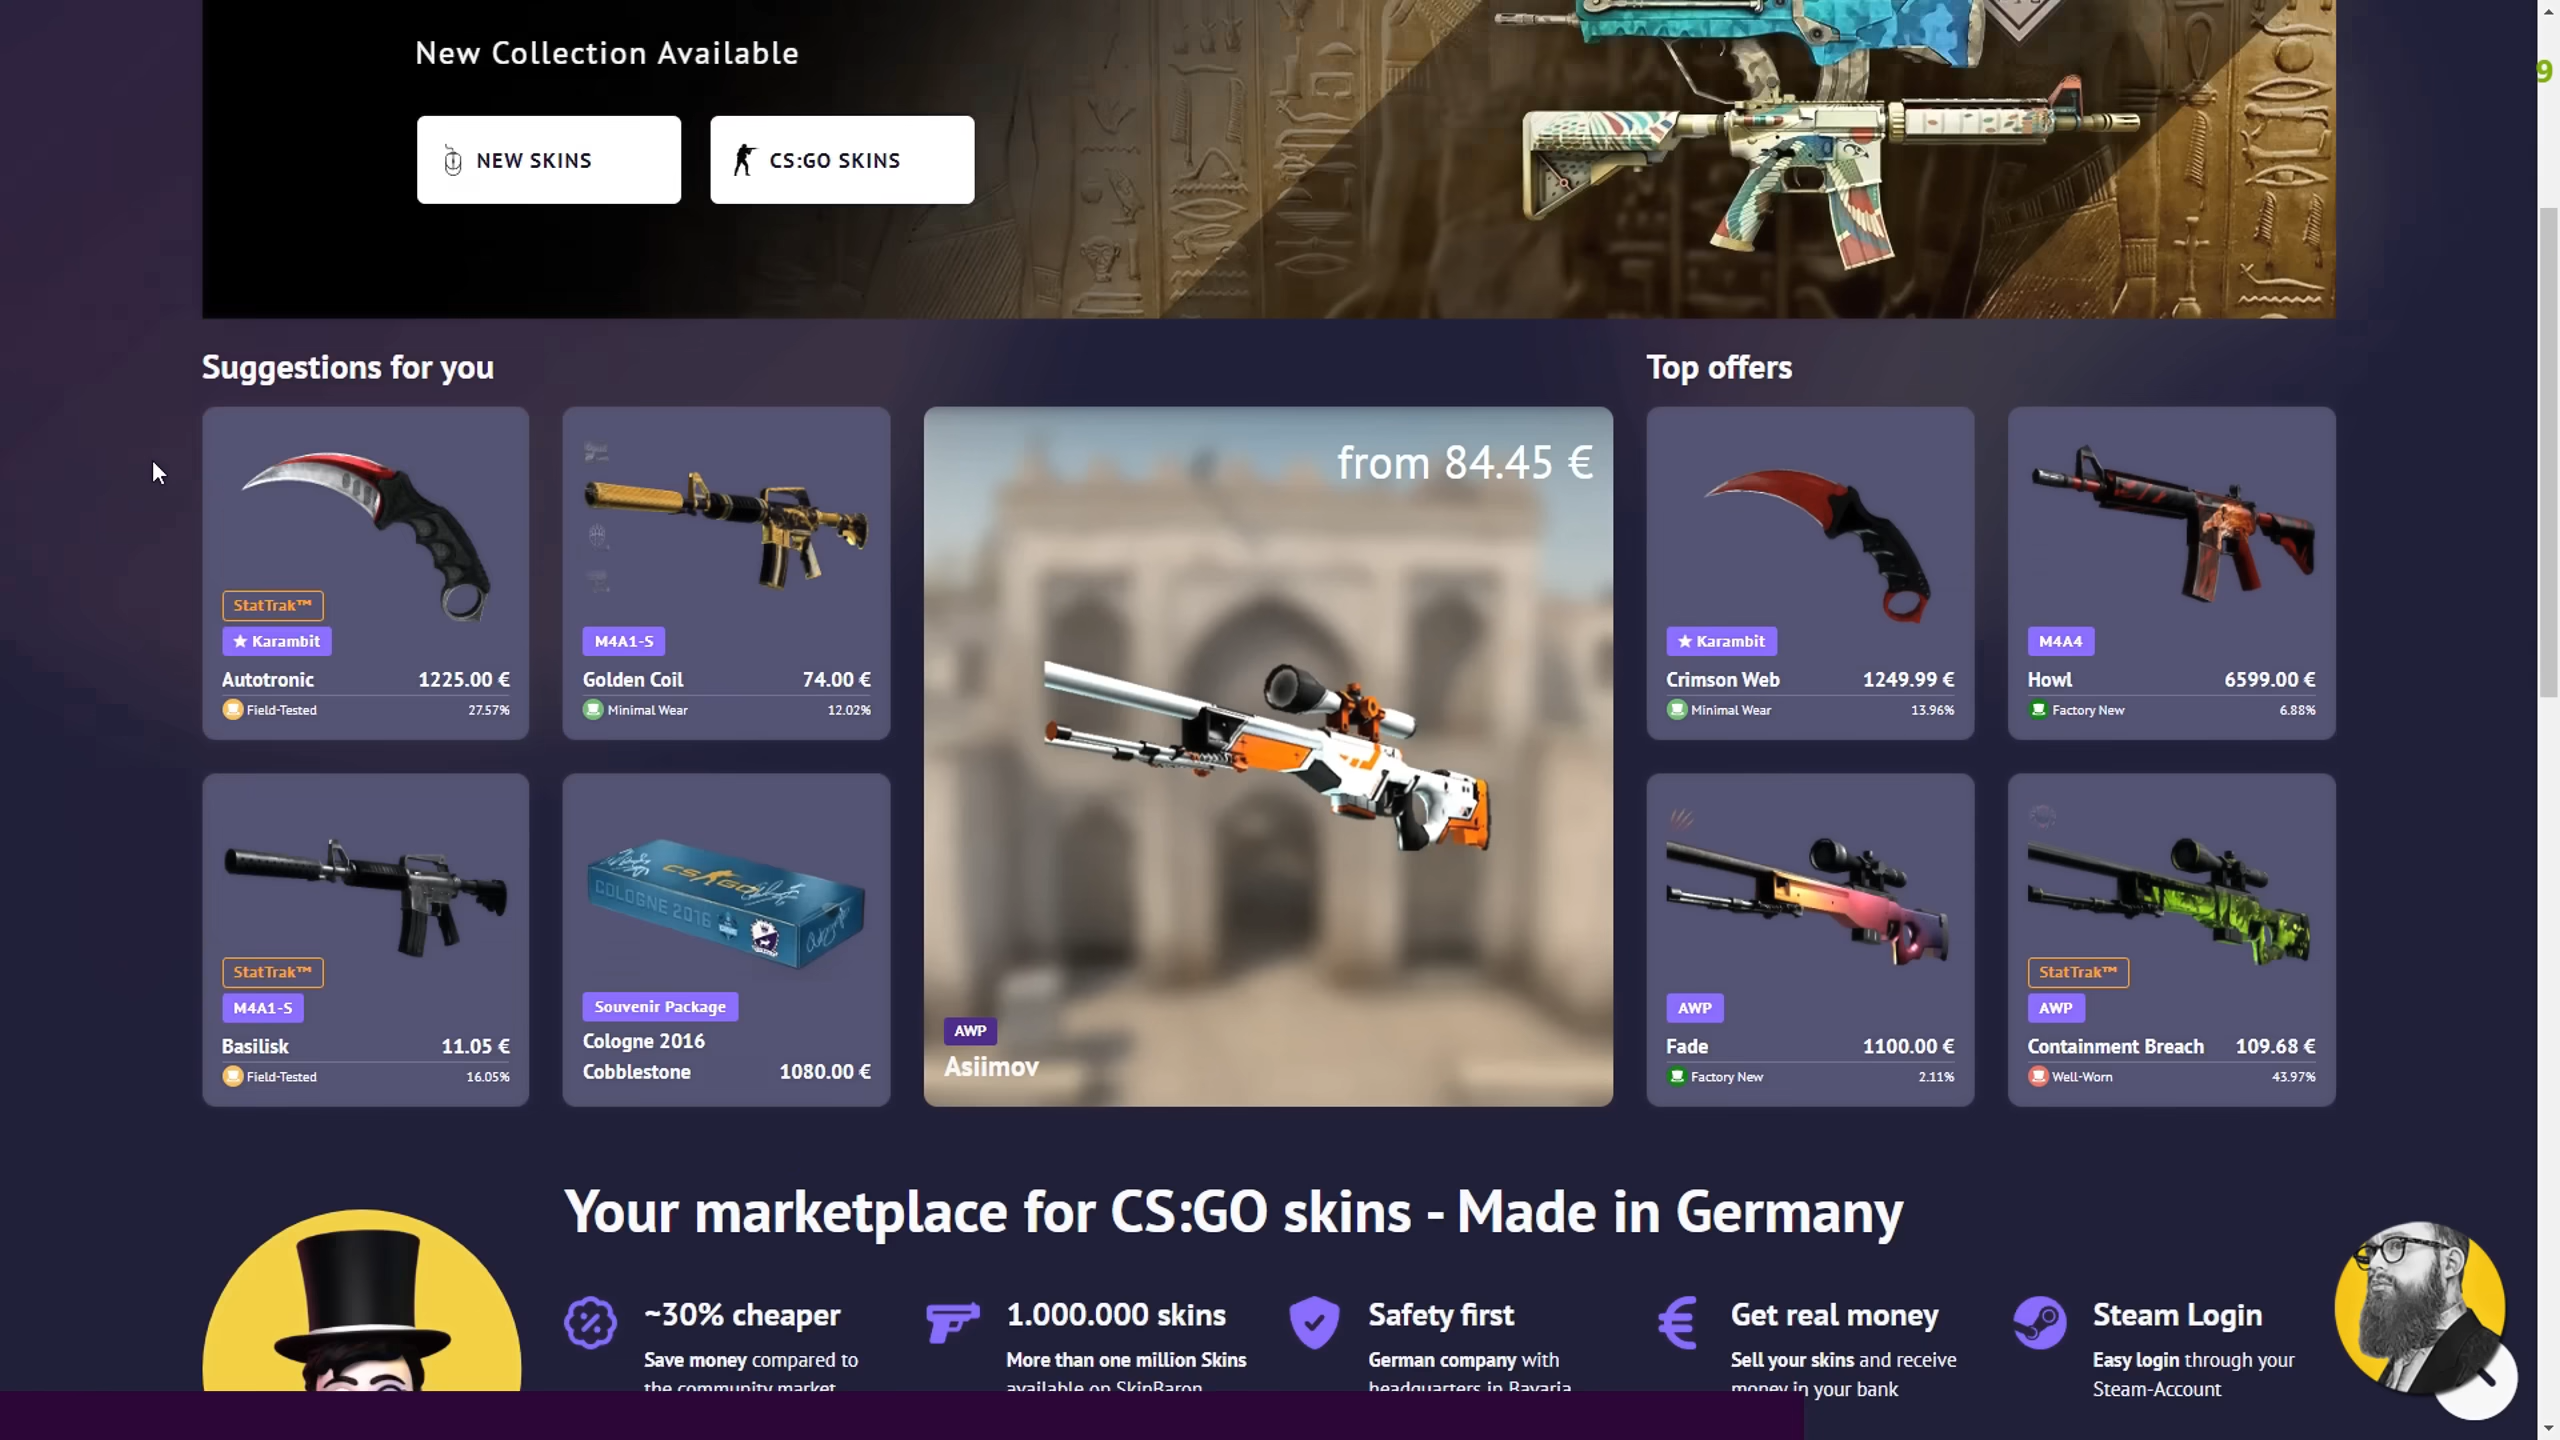 New Collection Available
NEW SKINS
CS:GO SKINS
9
Suggestions for you
Top offers
StatTrak™
★ Karambit
Autotronic 1225.00 €
Field-Tested 27.57%
M4A1-S
Golden Coil 74.00 €
Minimal Wear 12.02%
from 84.45 €
AWP
Asiimov
★ Karambit
Crimson Web 1249.99 €
Minimal Wear 13.96%
M4A4
Howl 6599.00 €
Factory New 6.88%
StatTrak™
M4A1-S
Basilisk 11.05 €
Field-Tested 16.05%
CS GO
COLOGNE 2016
Souvenir Package
Cologne 2016
Cobblestone 1080.00 €
AWP
Fade 1100.00 €
Factory New 2.11%
StatTrak™
AWP
Containment Breach 109.68 €
Well-Worn 43.97%
Your marketplace for CS:GO skins - Made in Germany
~30% cheaper
Save money compared to
the community market
1.000.000 skins
More than one million Skins
available on SkinBaron
Safety first
German company with
headquarters in Bavaria
Get real money
Sell your skins and receive
money in your bank
Steam Login
Easy login through your
Steam-Account